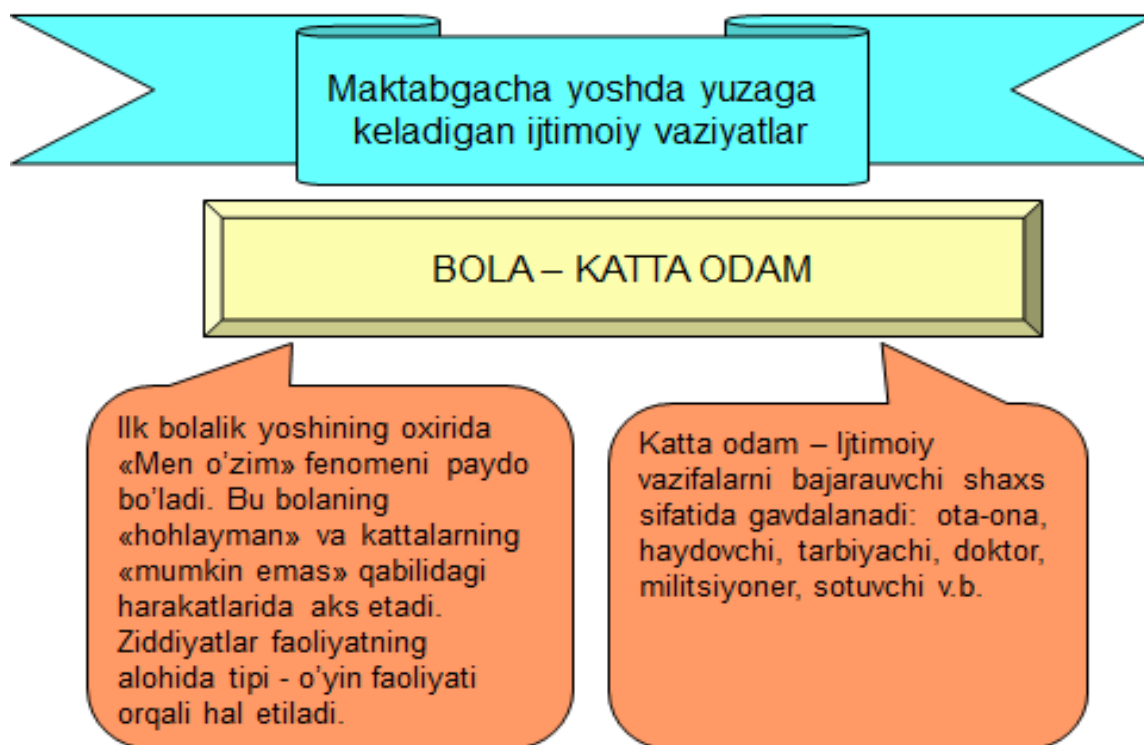 Maktabgacha yoshda yuzaga
keladigan ijtimoiy vaziyatlar
BOLA – KATTA ODAM
Ilk bolalik yoshining oxirida
«Men o’zim» fenomeni paydo
bo’ladi. Bu bolaning
«hohlayman» va kattalarning
«mumkin emas» qabilidagi
harakatlarida aks etadi.
Ziddiyatlar faoliyatning
alohida tipi - o’yin faoliyati
orqali hal etiladi.
Katta odam – Ijtimoiy
vazifalarni bajarauvchi shaxs
sifatida gavdalanadi: ota-ona,
haydovchi, tarbiyachi, doktor,
militsiyoner, sotuvchi v.b.